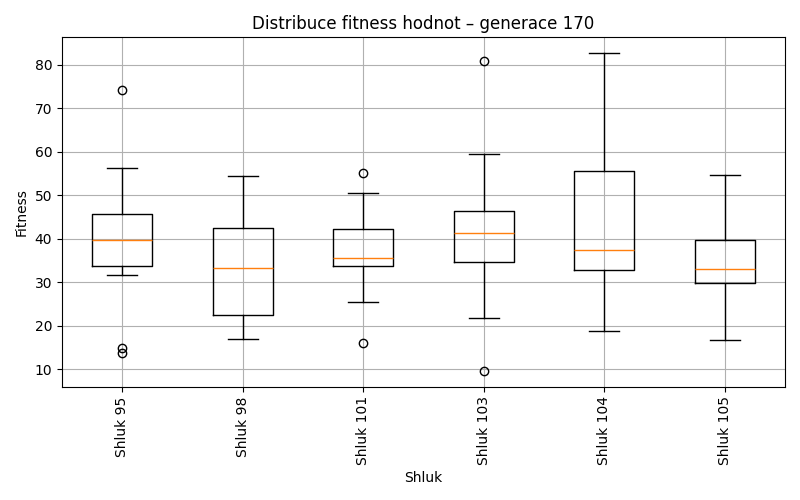 Distribuce fitness hodnot – generace 170
Fitness
80
70
60
50
40
30
20
10
Shluk 95
Shluk 98
Shluk 101
Shluk 103
Shluk 104
Shluk 105
Shluk